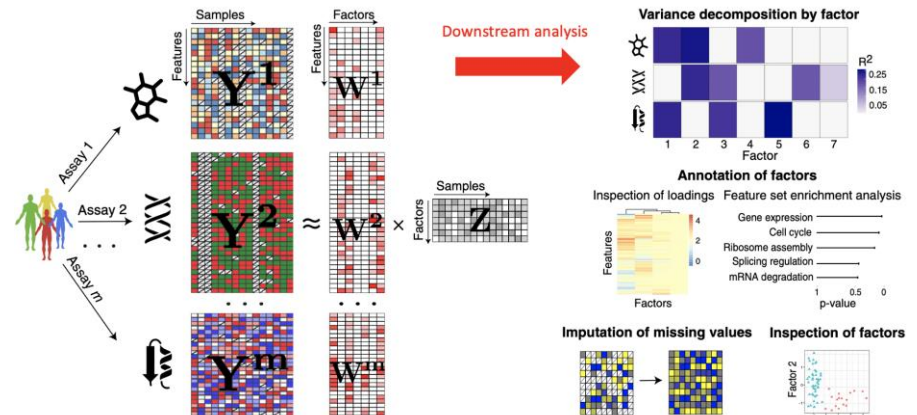 Samples
Features
Y¹
Factors
W¹
Assay 1
Assay 2
. . .
Assay m
Y²
≈
W²
×
Samples
Factors
Z
. . .
. . .
Yᵐ
Wᵐ
Downstream analysis
Variance decomposition by factor
R²
0.25
0.15
0.05
1 2 3 4 5 6 7
Factor
Annotation of factors
Inspection of loadings
Features
Factors
4
2
0
Feature set enrichment analysis
Gene expression
Cell cycle
Ribosome assembly
Splicing regulation
mRNA degradation
1 0.5 0
p-value
Imputation of missing values
Inspection of factors
Factor 2